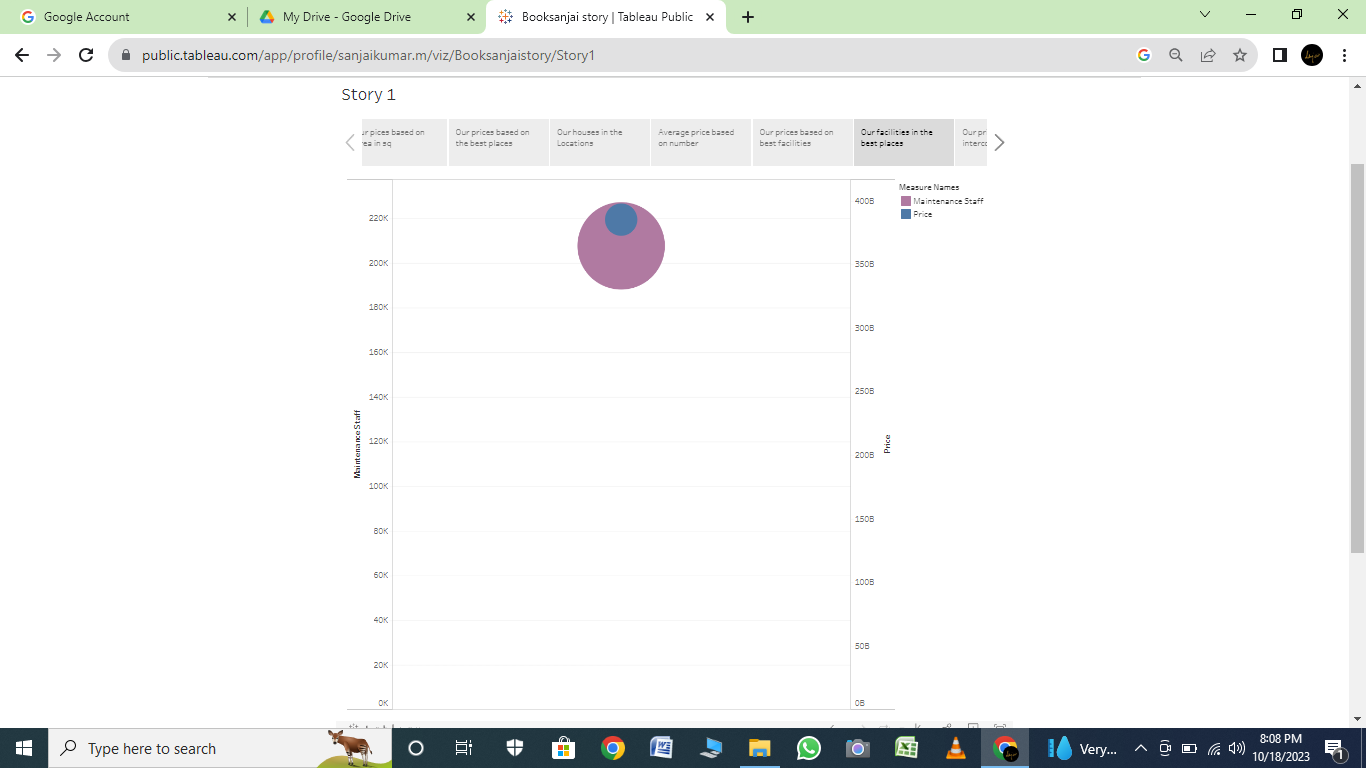 Google Account
My Drive - Google Drive
Booksanjai story | Tableau Public
public.tableau.com/app/profile/sanjaikumar.m/viz/Booksanjaistory/Story1
Story 1
ur pices based on
ea in sq
Our prices based on
the best places
Our houses in the
Locations
Average price based
on number
Our prices based on
best facilities
Our facilities in the
best places
Our pr
interco
Measure Names
Maintenance Staff
Price
220K
200K
180K
160K
140K
120K
100K
80K
60K
40K
20K
0K
Maintenance Staff
400B
350B
300B
250B
200B
150B
100B
50B
0B
Price
Type here to search
Very...
8:08 PM
10/18/2023
1